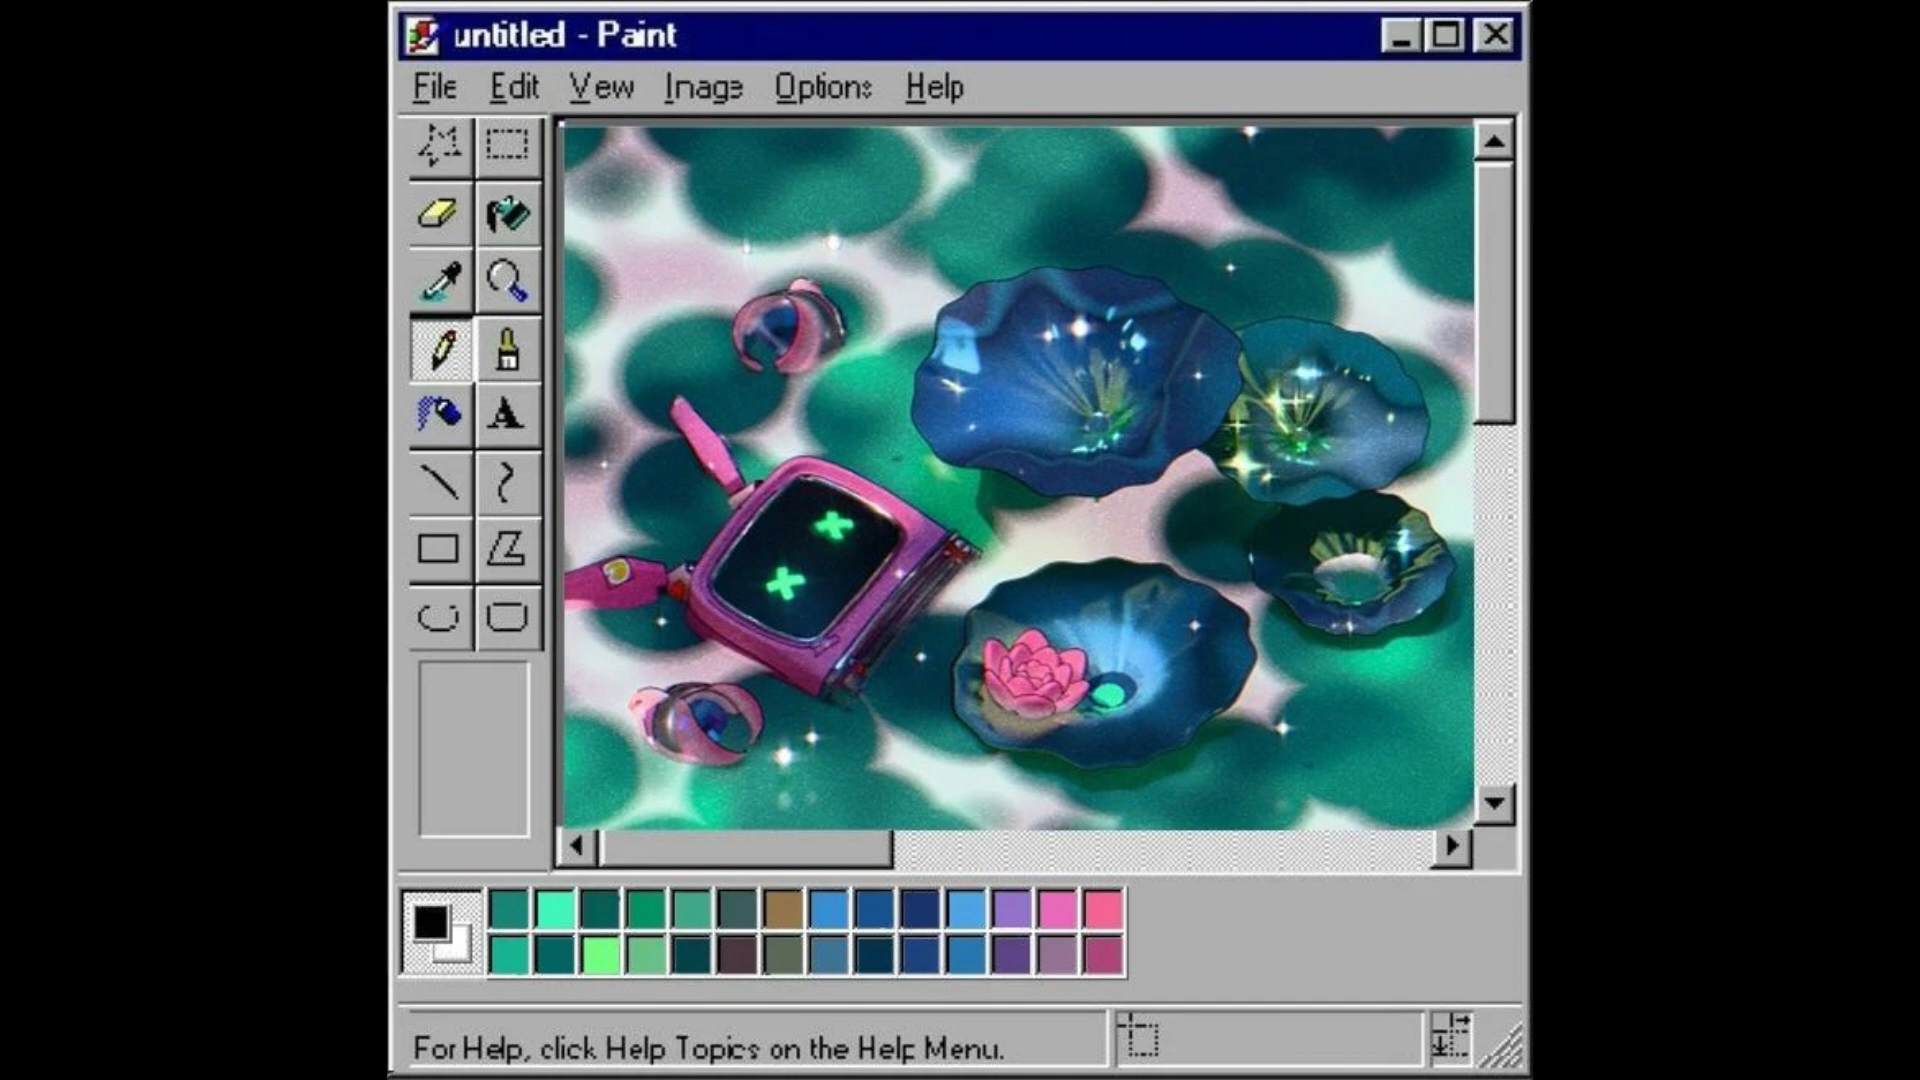 untitled - Paint
File Edit View Image Options Help
A
For Help, click Help Topics on the Help Menu.